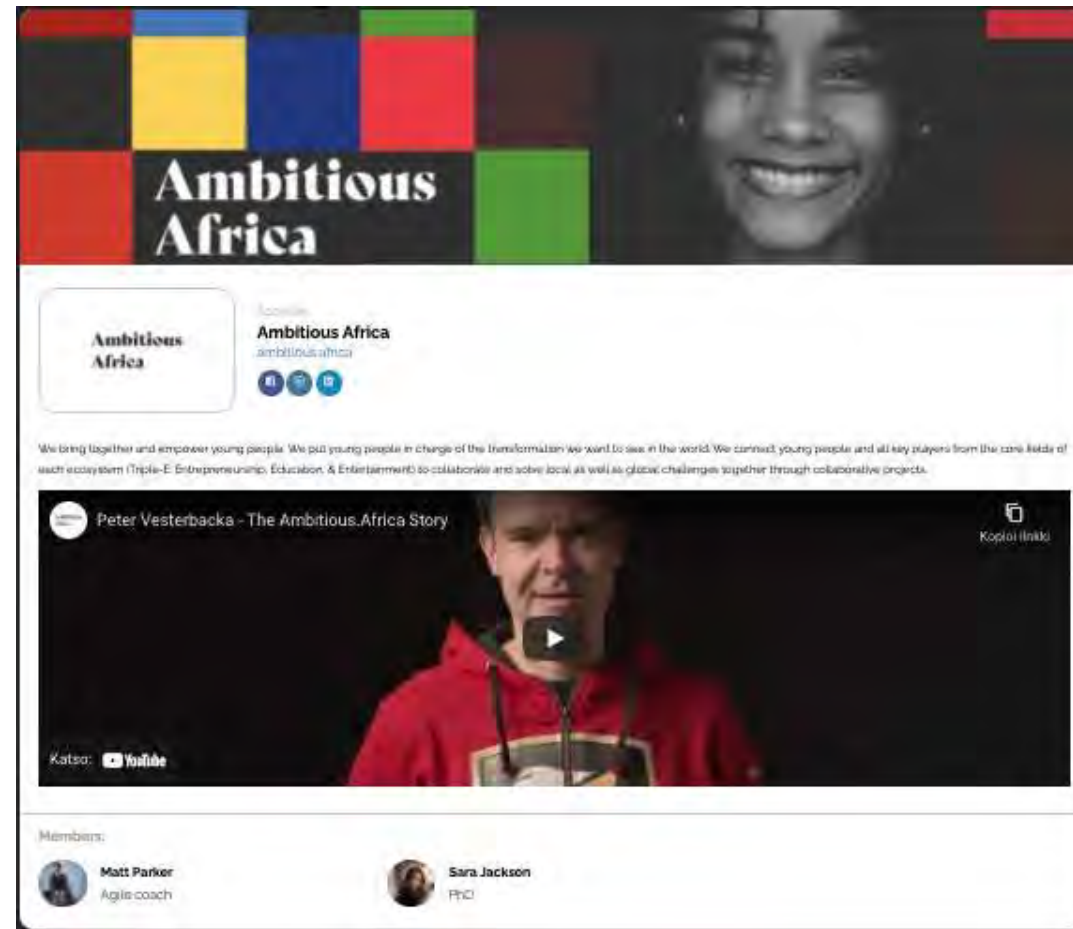 Ambitious
Africa
Ambitious
Africa
Ambitious Africa
ambitious.africa
We bring together and empower young people. We put young people in charge of the transformation we want to see in the world. We connect young people and all key players from the core fields of
each ecosystem (Triple-E: Entrepreneurship, Education, & Entertainment) to collaborate and solve local as well as global challenges together through collaborative projects.
Peter Vesterbacka - The Ambitious.Africa Story
Kopioi linkki
Katso: YouTube
Members:
Matt Parker
Agile coach
Sara Jackson
PhD